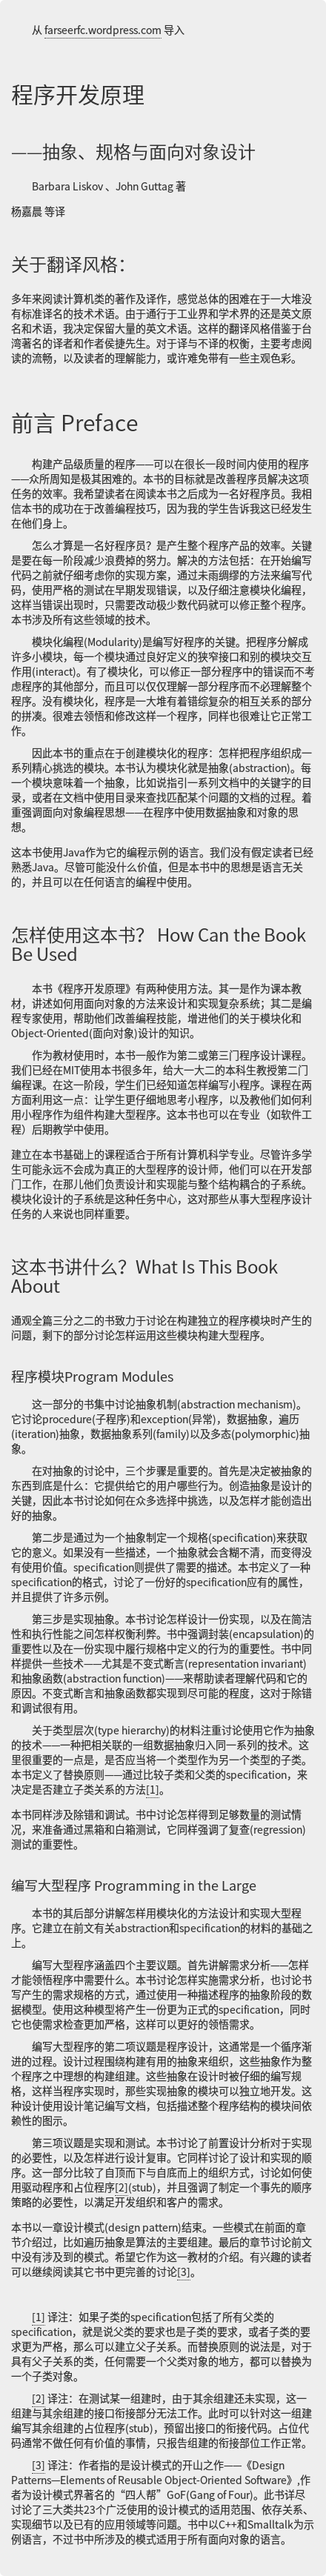 从 farseerfc.wordpress.com 导入
程序开发原理
——抽象、规格与面向对象设计
Barbara Liskov 、John Guttag 著
杨嘉晨 等译
关于翻译风格：
多年来阅读计算机类的著作及译作，感觉总体的困难在于一大堆没
有标准译名的技术术语。由于通行于工业界和学术界的还是英文原
名和术语，我决定保留大量的英文术语。这样的翻译风格借鉴于台
湾著名的译者和作者侯捷先生。对于译与不译的权衡，主要考虑阅
读的流畅，以及读者的理解能力，或许难免带有一些主观色彩。
前言 Preface
构建产品级质量的程序——可以在很长一段时间内使用的程序
——众所周知是极其困难的。本书的目标就是改善程序员解决这项
任务的效率。我希望读者在阅读本书之后成为一名好程序员。我相
信本书的成功在于改善编程技巧，因为我的学生告诉我这已经发生
在他们身上。
怎么才算是一名好程序员？是产生整个程序产品的效率。关键
是要在每一阶段减少浪费掉的努力。解决的方法包括：在开始编写
代码之前就仔细考虑你的实现方案，通过未雨绸缪的方法来编写代
码，使用严格的测试在早期发现错误，以及仔细注意模块化编程，
这样当错误出现时，只需要改动极少数代码就可以修正整个程序。
本书涉及所有这些领域的技术。
模块化编程(Modularity)是编写好程序的关键。把程序分解成
许多小模块，每一个模块通过良好定义的狭窄接口和别的模块交互
作用(interact)。有了模块化，可以修正一部分程序中的错误而不考
虑程序的其他部分，而且可以仅仅理解一部分程序而不必理解整个
程序。没有模块化，程序是一大堆有着错综复杂的相互关系的部分
的拼凑。很难去领悟和修改这样一个程序，同样也很难让它正常工
作。
因此本书的重点在于创建模块化的程序：怎样把程序组织成一
系列精心挑选的模块。本书认为模块化就是抽象(abstraction)。每
一个模块意味着一个抽象，比如说指引一系列文档中的关键字的目
录，或者在文档中使用目录来查找匹配某个问题的文档的过程。着
重强调面向对象编程思想——在程序中使用数据抽象和对象的思
想。
这本书使用Java作为它的编程示例的语言。我们没有假定读者已经
熟悉Java。尽管可能没什么价值，但是本书中的思想是语言无关
的，并且可以在任何语言的编程中使用。
怎样使用这本书？ How Can the Book
Be Used
本书《程序开发原理》有两种使用方法。其一是作为课本教
材，讲述如何用面向对象的方法来设计和实现复杂系统；其二是编
程专家使用，帮助他们改善编程技能，增进他们的关于模块化和
Object-Oriented(面向对象)设计的知识。
作为教材使用时，本书一般作为第二或第三门程序设计课程。
我们已经在MIT使用本书很多年，给大一大二的本科生教授第二门
编程课。在这一阶段，学生们已经知道怎样编写小程序。课程在两
方面利用这一点：让学生更仔细地思考小程序，以及教他们如何利
用小程序作为组件构建大型程序。这本书也可以在专业（如软件工
程）后期教学中使用。
建立在本书基础上的课程适合于所有计算机科学专业。尽管许多学
生可能永远不会成为真正的大型程序的设计师，他们可以在开发部
门工作，在那儿他们负责设计和实现能与整个结构耦合的子系统。
模块化设计的子系统是这种任务中心，这对那些从事大型程序设计
任务的人来说也同样重要。
这本书讲什么？What Is This Book
About
通观全篇三分之二的书致力于讨论在构建独立的程序模块时产生的
问题，剩下的部分讨论怎样运用这些模块构建大型程序。
程序模块Program Modules
这一部分的书集中讨论抽象机制(abstraction mechanism)。
它讨论procedure(子程序)和exception(异常)，数据抽象，遍历
(iteration)抽象，数据抽象系列(family)以及多态(polymorphic)抽
象。
在对抽象的讨论中，三个步骤是重要的。首先是决定被抽象的
东西到底是什么：它提供给它的用户哪些行为。创造抽象是设计的
关键，因此本书讨论如何在众多选择中挑选，以及怎样才能创造出
好的抽象。
第二步是通过为一个抽象制定一个规格(specification)来获取
它的意义。如果没有一些描述，一个抽象就会含糊不清，而变得没
有使用价值。specification则提供了需要的描述。本书定义了一种
specification的格式，讨论了一份好的specification应有的属性，
并且提供了许多示例。
第三步是实现抽象。本书讨论怎样设计一份实现，以及在简洁
性和执行性能之间怎样权衡利弊。书中强调封装(encapsulation)的
重要性以及在一份实现中履行规格中定义的行为的重要性。书中同
样提供一些技术——尤其是不变式断言(representation invariant)
和抽象函数(abstraction function)——来帮助读者理解代码和它的
原因。不变式断言和抽象函数都实现到尽可能的程度，这对于除错
和调试很有用。
关于类型层次(type hierarchy)的材料注重讨论使用它作为抽象
的技术——一种把相关联的一组数据抽象归入同一系列的技术。这
里很重要的一点是，是否应当将一个类型作为另一个类型的子类。
本书定义了替换原则——通过比较子类和父类的specification，来
决定是否建立子类关系的方法[1]。
本书同样涉及除错和调试。书中讨论怎样得到足够数量的测试情
况，来准备通过黑箱和白箱测试，它同样强调了复查(regression)
测试的重要性。
编写大型程序 Programming in the Large
本书的其后部分讲解怎样用模块化的方法设计和实现大型程
序。它建立在前文有关abstraction和specification的材料的基础之
上。
编写大型程序涵盖四个主要议题。首先讲解需求分析——怎样
才能领悟程序中需要什么。本书讨论怎样实施需求分析，也讨论书
写产生的需求规格的方式，通过使用一种描述程序的抽象阶段的数
据模型。使用这种模型将产生一份更为正式的specification，同时
它也使需求检查更加严格，这样可以更好的领悟需求。
编写大型程序的第二项议题是程序设计，这通常是一个循序渐
进的过程。设计过程围绕构建有用的抽象来组织，这些抽象作为整
个程序之中理想的构建组建。这些抽象在设计时被仔细的编写规
格，这样当程序实现时，那些实现抽象的模块可以独立地开发。这
种设计使用设计笔记编写文档，包括描述整个程序结构的模块间依
赖性的图示。
第三项议题是实现和测试。本书讨论了前置设计分析对于实现
的必要性，以及怎样进行设计复审。它同样讨论了设计和实现的顺
序。这一部分比较了自顶而下与自底而上的组织方式，讨论如何使
用驱动程序和占位程序[2](stub)，并且强调了制定一个事先的顺序
策略的必要性，以满足开发组织和客户的需求。
本书以一章设计模式(design pattern)结束。一些模式在前面的章
节介绍过，比如遍历抽象是算法的主要组建。最后的章节讨论前文
中没有涉及到的模式。希望它作为这一教材的介绍。有兴趣的读者
可以继续阅读其它书中更完善的讨论[3]。
[1] 译注：如果子类的specification包括了所有父类的
specification，就是说父类的要求也是子类的要求，或者子类的要
求更为严格，那么可以建立父子关系。而替换原则的说法是，对于
具有父子关系的类，任何需要一个父类对象的地方，都可以替换为
一个子类对象。
[2] 译注：在测试某一组建时，由于其余组建还未实现，这一
组建与其余组建的接口衔接部分无法工作。此时可以针对这一组建
编写其余组建的占位程序(stub)，预留出接口的衔接代码。占位代
码通常不做任何有价值的事情，只报告组建的衔接部位工作正常。
[3] 译注：作者指的是设计模式的开山之作——《Design
Patterns—Elements of Reusable Object-Oriented Software》,作
者为设计模式界著名的“四人帮”GoF(Gang of Four)。此书详尽
讨论了三大类共23个广泛使用的设计模式的适用范围、依存关系、
实现细节以及已有的应用领域等问题。书中以C++和Smalltalk为示
例语言，不过书中所涉及的模式适用于所有面向对象的语言。